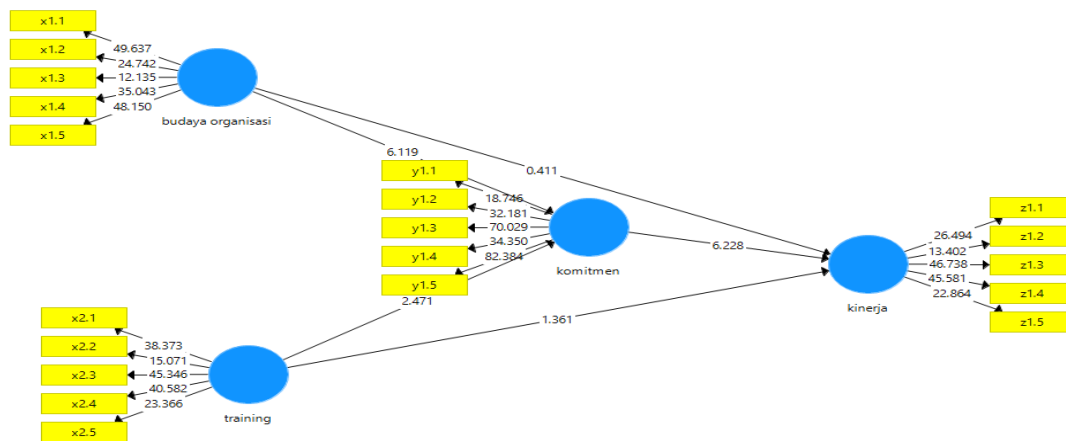 x1.1
x1.2
x1.3
x1.4
x1.5
49.637
24.742
12.135
35.043
48.150
budaya organisasi
6.119
0.411
y1.1
y1.2
y1.3
y1.4
y1.5
18.746
32.181
70.029
34.350
82.384
komitmen
6.228
2.471
1.361
z1.1
z1.2
z1.3
z1.4
z1.5
26.494
13.402
46.738
45.581
22.864
kinerja
x2.1
x2.2
x2.3
x2.4
x2.5
38.373
15.071
45.346
40.582
23.366
training